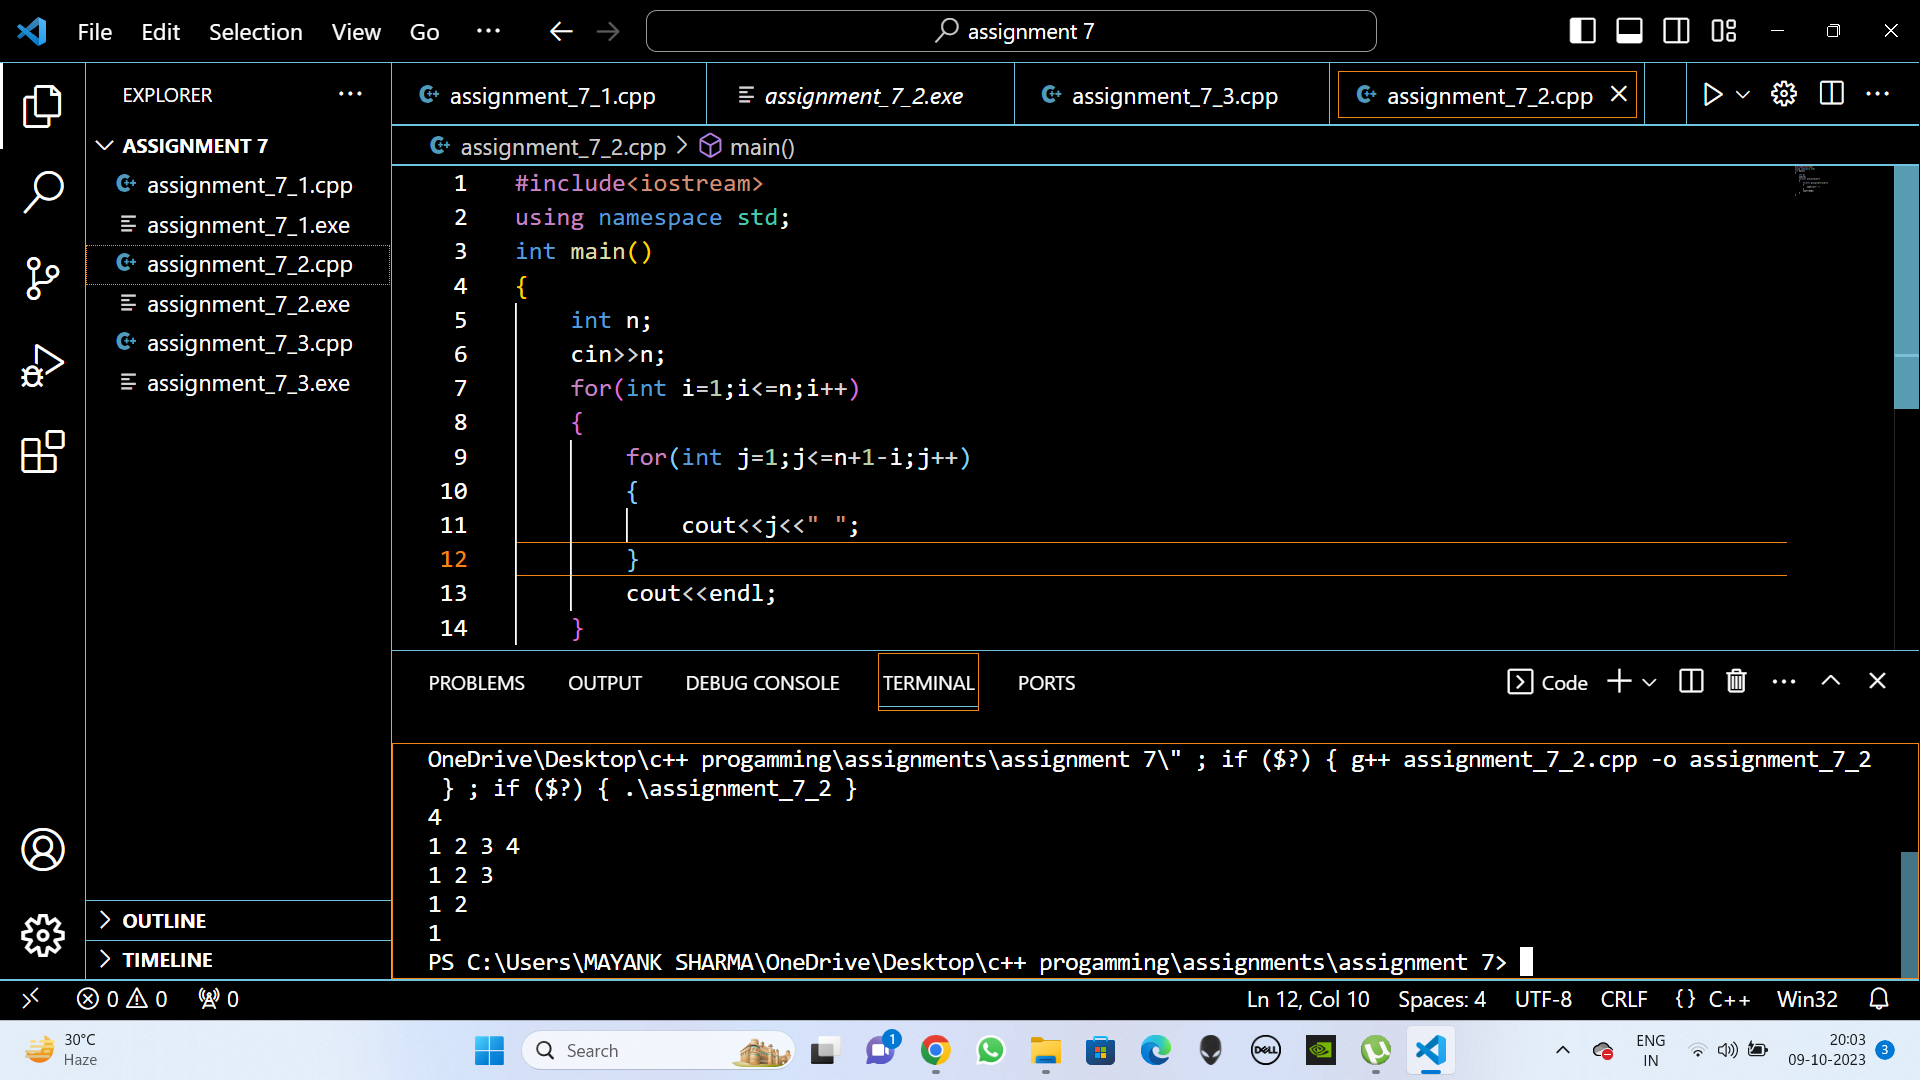 File Edit Selection View Go ··· assignment 7
EXPLORER ···
ASSIGNMENT 7
assignment_7_1.cpp
assignment_7_1.exe
assignment_7_2.cpp
assignment_7_2.exe
assignment_7_3.cpp
assignment_7_3.exe
OUTLINE
TIMELINE
assignment_7_1.cpp assignment_7_2.exe assignment_7_3.cpp assignment_7_2.cpp
assignment_7_2.cpp > main()
1 #include<iostream>
2 using namespace std;
3 int main()
4 {
5     int n;
6     cin>>n;
7     for(int i=1;i<=n;i++)
8     {
9         for(int j=1;j<=n+1-i;j++)
10         {
11             cout<<j<<" ";
12         }
13         cout<<endl;
14     }
PROBLEMS OUTPUT DEBUG CONSOLE TERMINAL PORTS Code
OneDrive\Desktop\c++ progamming\assignments\assignment 7\" ; if ($?) { g++ assignment_7_2.cpp -o assignment_7_2
 } ; if ($?) { .\assignment_7_2 }
4
1 2 3 4
1 2 3
1 2
1
PS C:\Users\MAYANK SHARMA\OneDrive\Desktop\c++ progamming\assignments\assignment 7>
0 0 0 Ln 12, Col 10 Spaces: 4 UTF-8 CRLF {} C++ Win32
30°C
Haze
Search
1
DELL
ENG
IN
20:03
09-10-2023
3